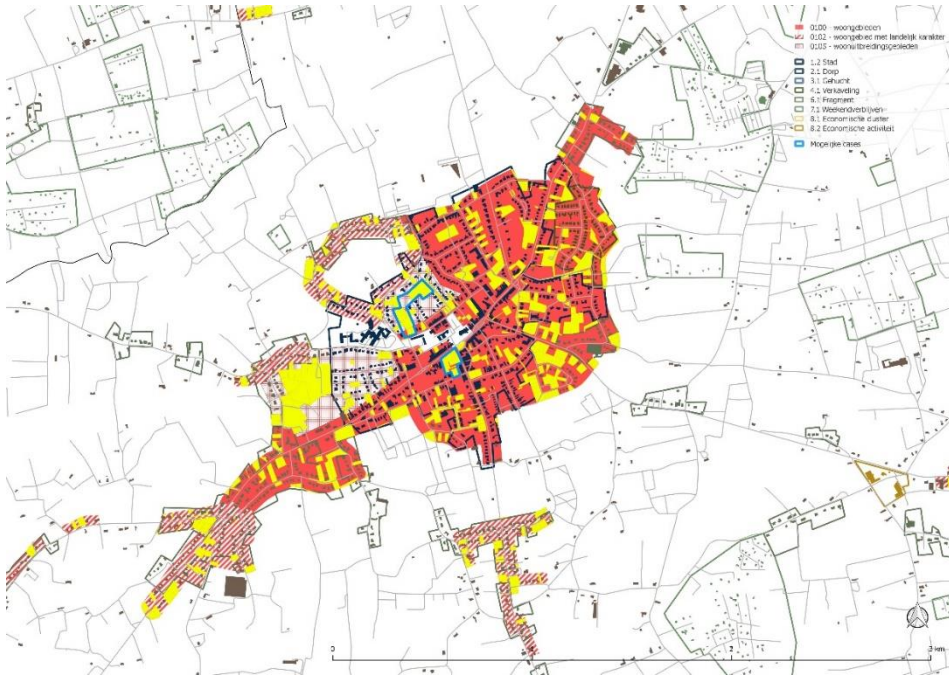 0100 - woongebieden
0102 - woongebied met landelijk karakter
0105 - woonuitbreidingsgebieden
1.2 Stad
2.1 Dorp
3.1 Gehucht
4.1 Verkaveling
6.1 Fragment
7.1 Weekendverblijven
8.1 Economische cluster
8.2 Economische activiteit
Mogelijke cases
0
2
3 km